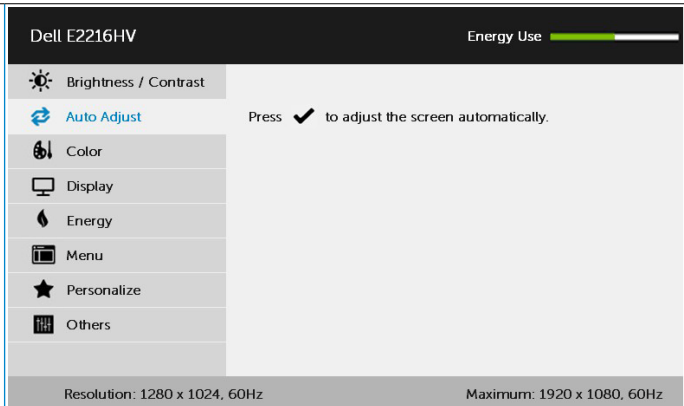 Dell E2216HV
Energy Use
Brightness / Contrast
Auto Adjust
Press ✔ to adjust the screen automatically.
Color
Display
Energy
Menu
Personalize
Others
Resolution: 1280 x 1024, 60Hz
Maximum: 1920 x 1080, 60Hz